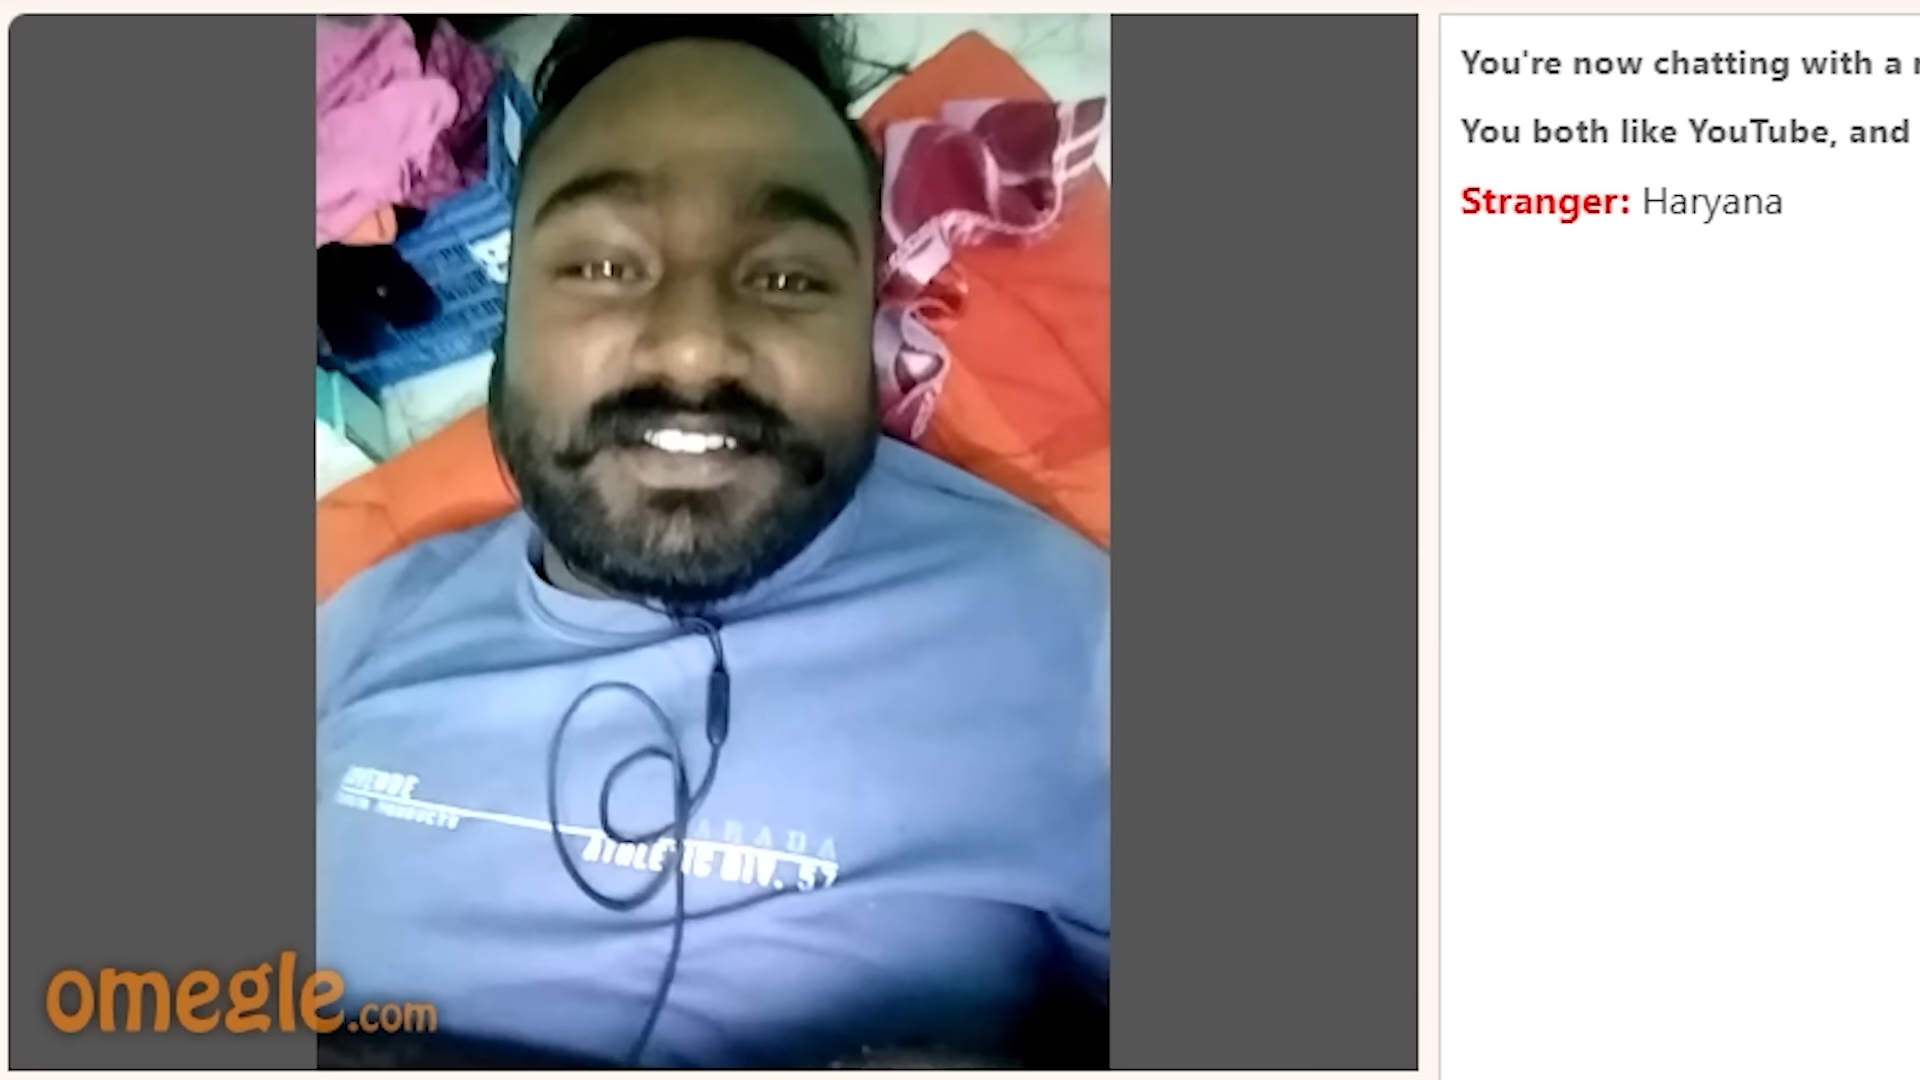 You're now chatting with a
You both like YouTube, and
Stranger: Haryana
ATHLETIC DIV. 57
omegle.com